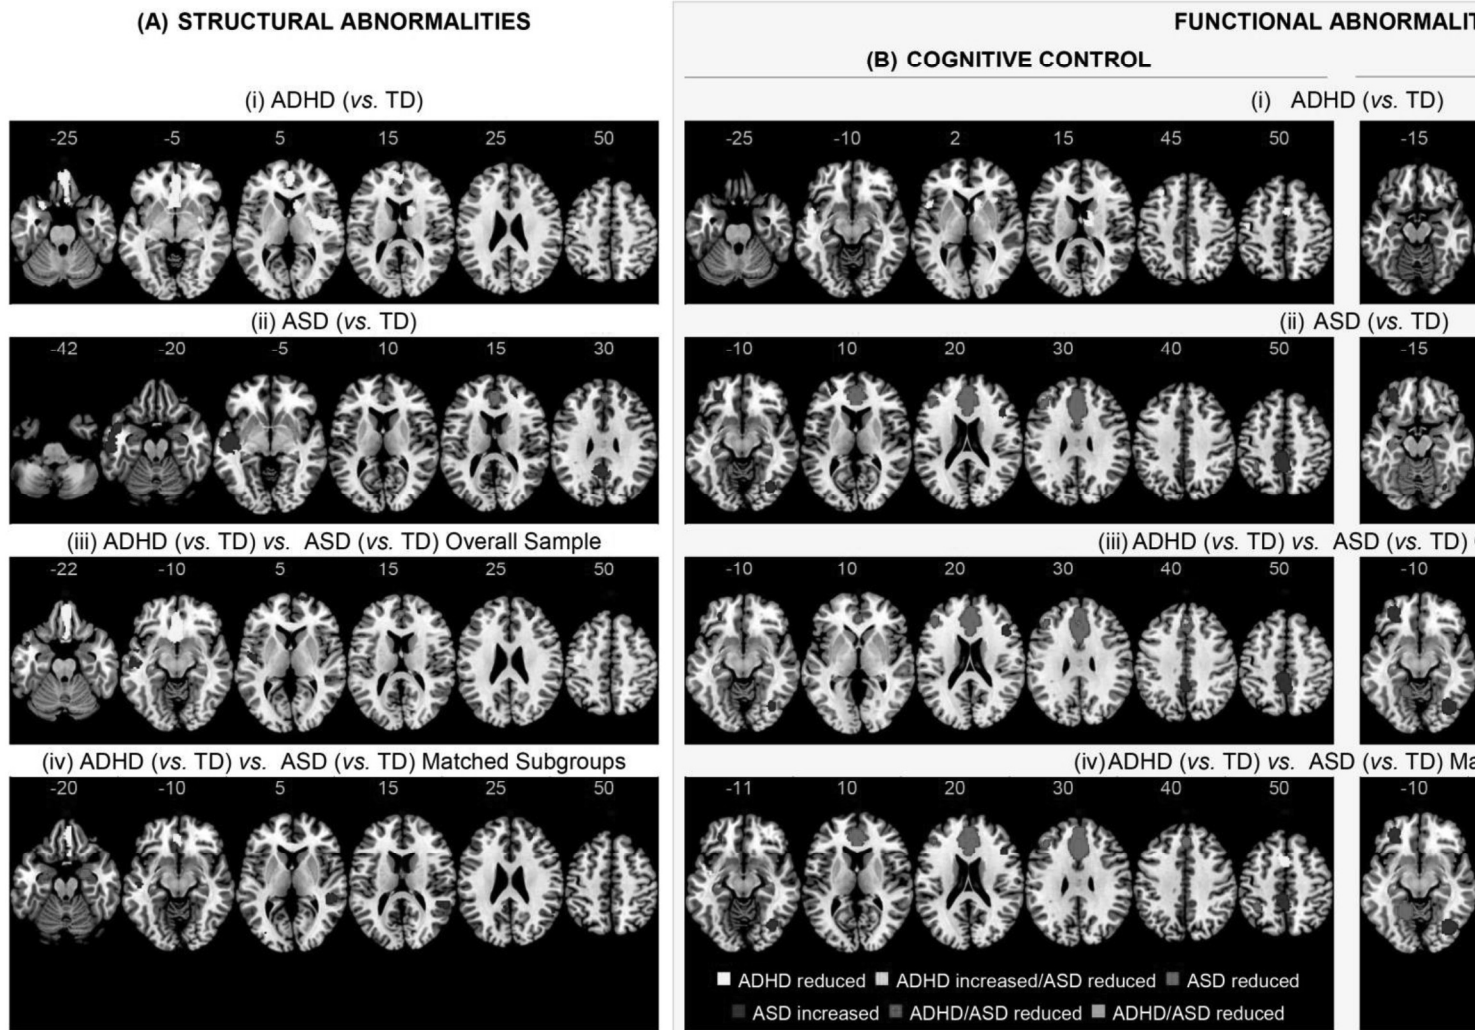 (A) STRUCTURAL ABNORMALITIES
FUNCTIONAL ABNORMALIT
(B) COGNITIVE CONTROL
(i) ADHD (vs. TD)
-25 -5 5 15 25 50
(i) ADHD (vs. TD)
-25 -10 2 15 45 50 -15
(ii) ASD (vs. TD)
-42 -20 -5 10 15 30
(ii) ASD (vs. TD)
-10 10 20 30 40 50 -15
(iii) ADHD (vs. TD) vs. ASD (vs. TD) Overall Sample
-22 -10 5 15 25 50
(iii) ADHD (vs. TD) vs. ASD (vs. TD)
-10 10 20 30 40 50 -10
(iv) ADHD (vs. TD) vs. ASD (vs. TD) Matched Subgroups
-20 -10 5 15 25 50
(iv) ADHD (vs. TD) vs. ASD (vs. TD) Ma
-11 10 20 30 40 50 -10
ADHD reduced ADHD increased/ASD reduced ASD reduced
ASD increased ADHD/ASD reduced ADHD/ASD reduced